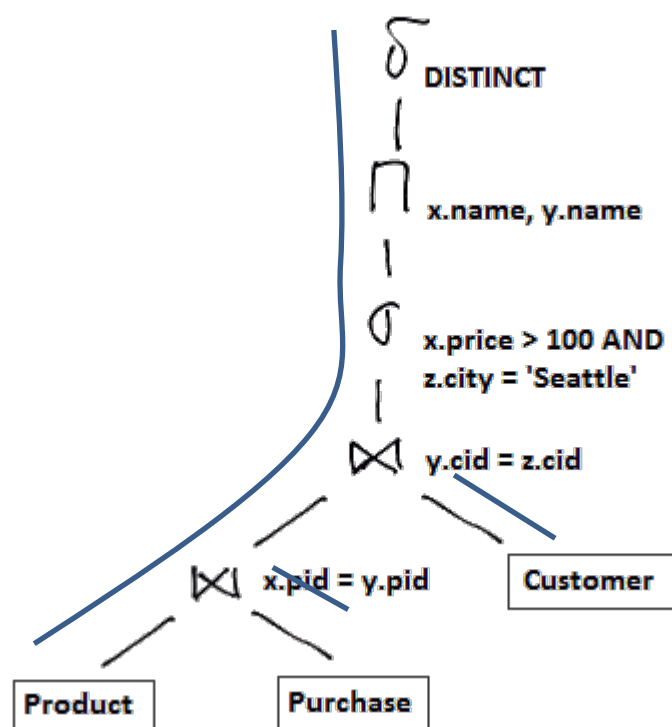 δ
DISTINCT
Π
x.name, y.name
σ
x.price > 100 AND
z.city = 'Seattle'
⋈ y.cid = z.cid
⋈ x.pid = y.pid
Customer
Product
Purchase